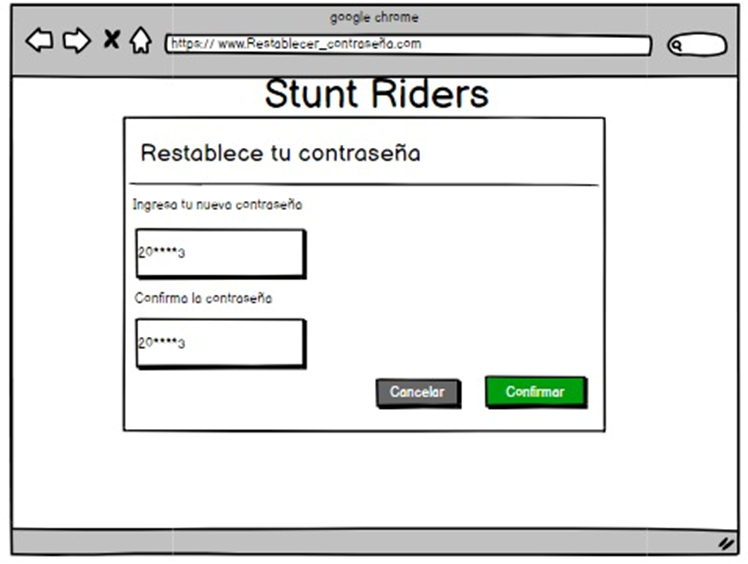 google chrome
https:// www.Restablecer_contraseña.com
Stunt Riders
Restablece tu contraseña
Ingresa tu nueva contraseña
20****3
Confirma la contraseña
20****3
Cancelar
Confirmar